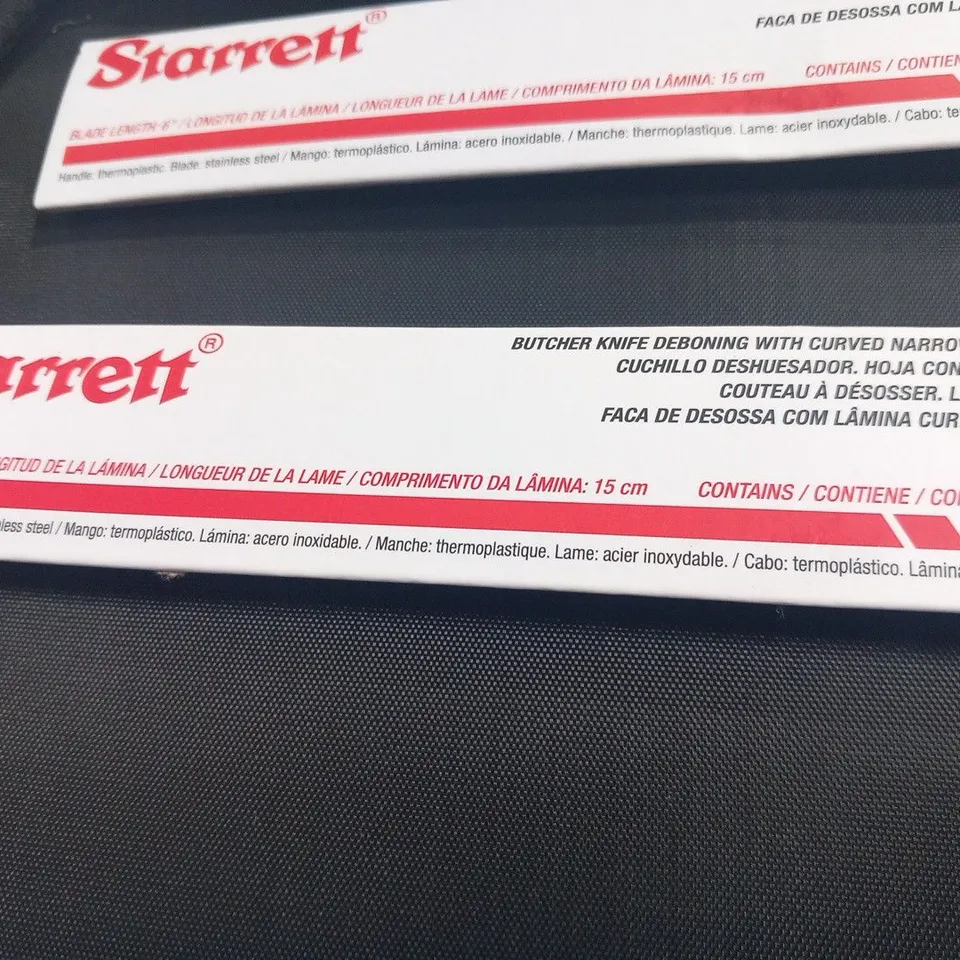 Starrett®
FACA DE DESOSSA COM
BLADE LENGTH: 6" / LONGITUD DE LA LÁMINA / LONGUEUR DE LA LAME / COMPRIMENTO DA LÂMINA: 15 cm
CONTAINS / CONTIEN
Handle: thermoplastic. Blade: stainless steel / Mango: termoplástico. Lámina: acero inoxidable. / Manche: thermoplastique. Lame: acier inoxydable. / Cabo: te
arrett®
BUTCHER KNIFE DEBONING WITH CURVED NARRO
CUCHILLO DESHUESADOR. HOJA CON
COUTEAU À DÉSOSSER. L
FACA DE DESOSSA COM LÂMINA CUR
GITUD DE LA LÁMINA / LONGUEUR DE LA LAME / COMPRIMENTO DA LÂMINA: 15 cm
CONTAINS / CONTIENE / CO
less steel / Mango: termoplástico. Lámina: acero inoxidable. / Manche: thermoplastique. Lame: acier inoxydable. / Cabo: termoplástico. Lâmin